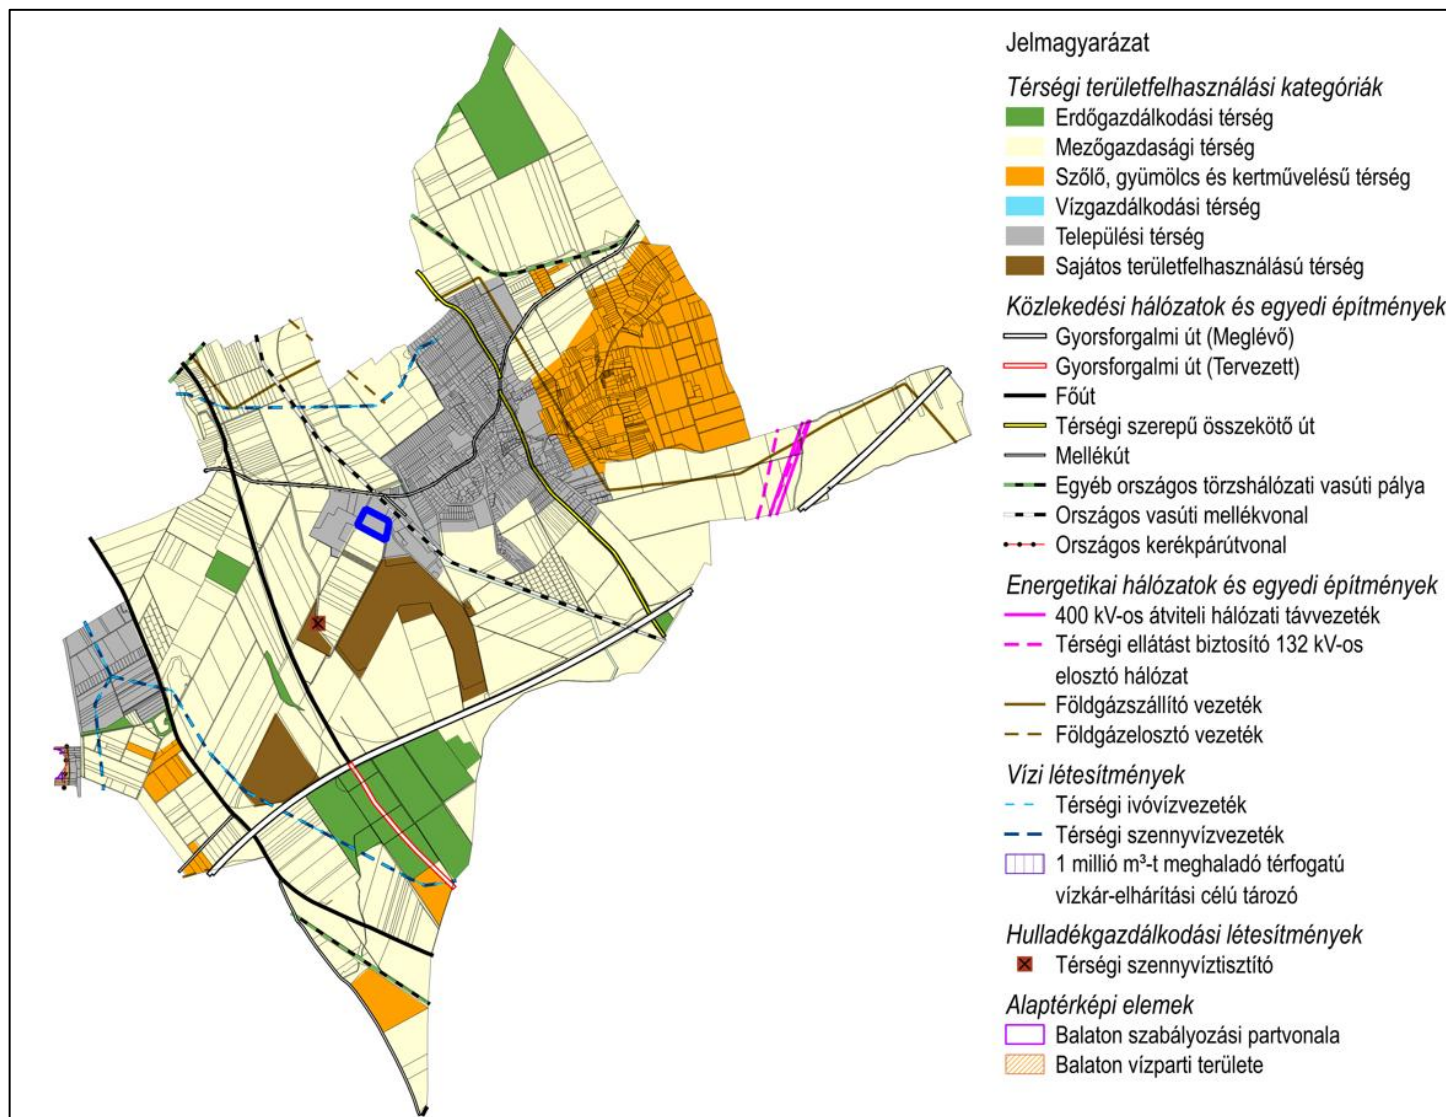 Jelmagyarázat
Térségi területfelhasználási kategóriák
Erdőgazdálkodási térség
Mezőgazdasági térség
Szőlő, gyümölcs és kertművelésű térség
Vízgazdálkodási térség
Települési térség
Sajátos területfelhasználású térség
Közlekedési hálózatok és egyedi építmények
Gyorsforgalmi út (Meglévő)
Gyorsforgalmi út (Tervezett)
Főút
Térségi szerepű összekötő út
Mellékút
Egyéb országos törzshálózati vasúti pálya
Országos vasúti mellékvonal
Országos kerékpárútvonal
Energetikai hálózatok és egyedi építmények
400 kV-os átviteli hálózati távvezeték
Térségi ellátást biztosító 132 kV-os
elosztó hálózat
Földgázszállító vezeték
Földgázelosztó vezeték
Vízi létesítmények
Térségi ivóvízvezeték
Térségi szennyvízvezeték
1 millió m³-t meghaladó térfogatú
vízkár-elhárítási célú tározó
Hulladékgazdálkodási létesítmények
Térségi szennyvíztisztító
Alaptérképi elemek
Balaton szabályozási partvonala
Balaton vízparti területe